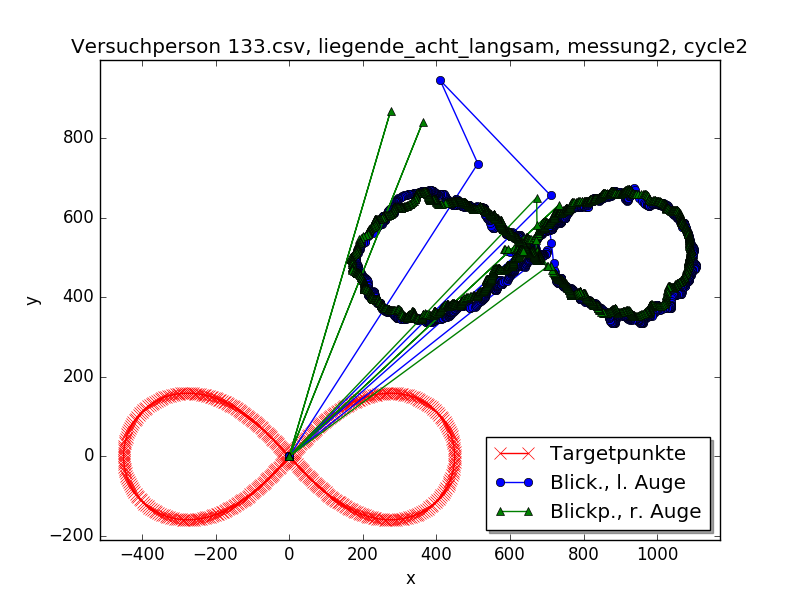 Versuchperson 133.csv, liegende_acht_langsam, messung2, cycle2
y
800
600
400
200
0
−200
−400 −200 0 200 400 600 800 1000
x
Targetpunkte
Blick., l. Auge
Blickp., r. Auge